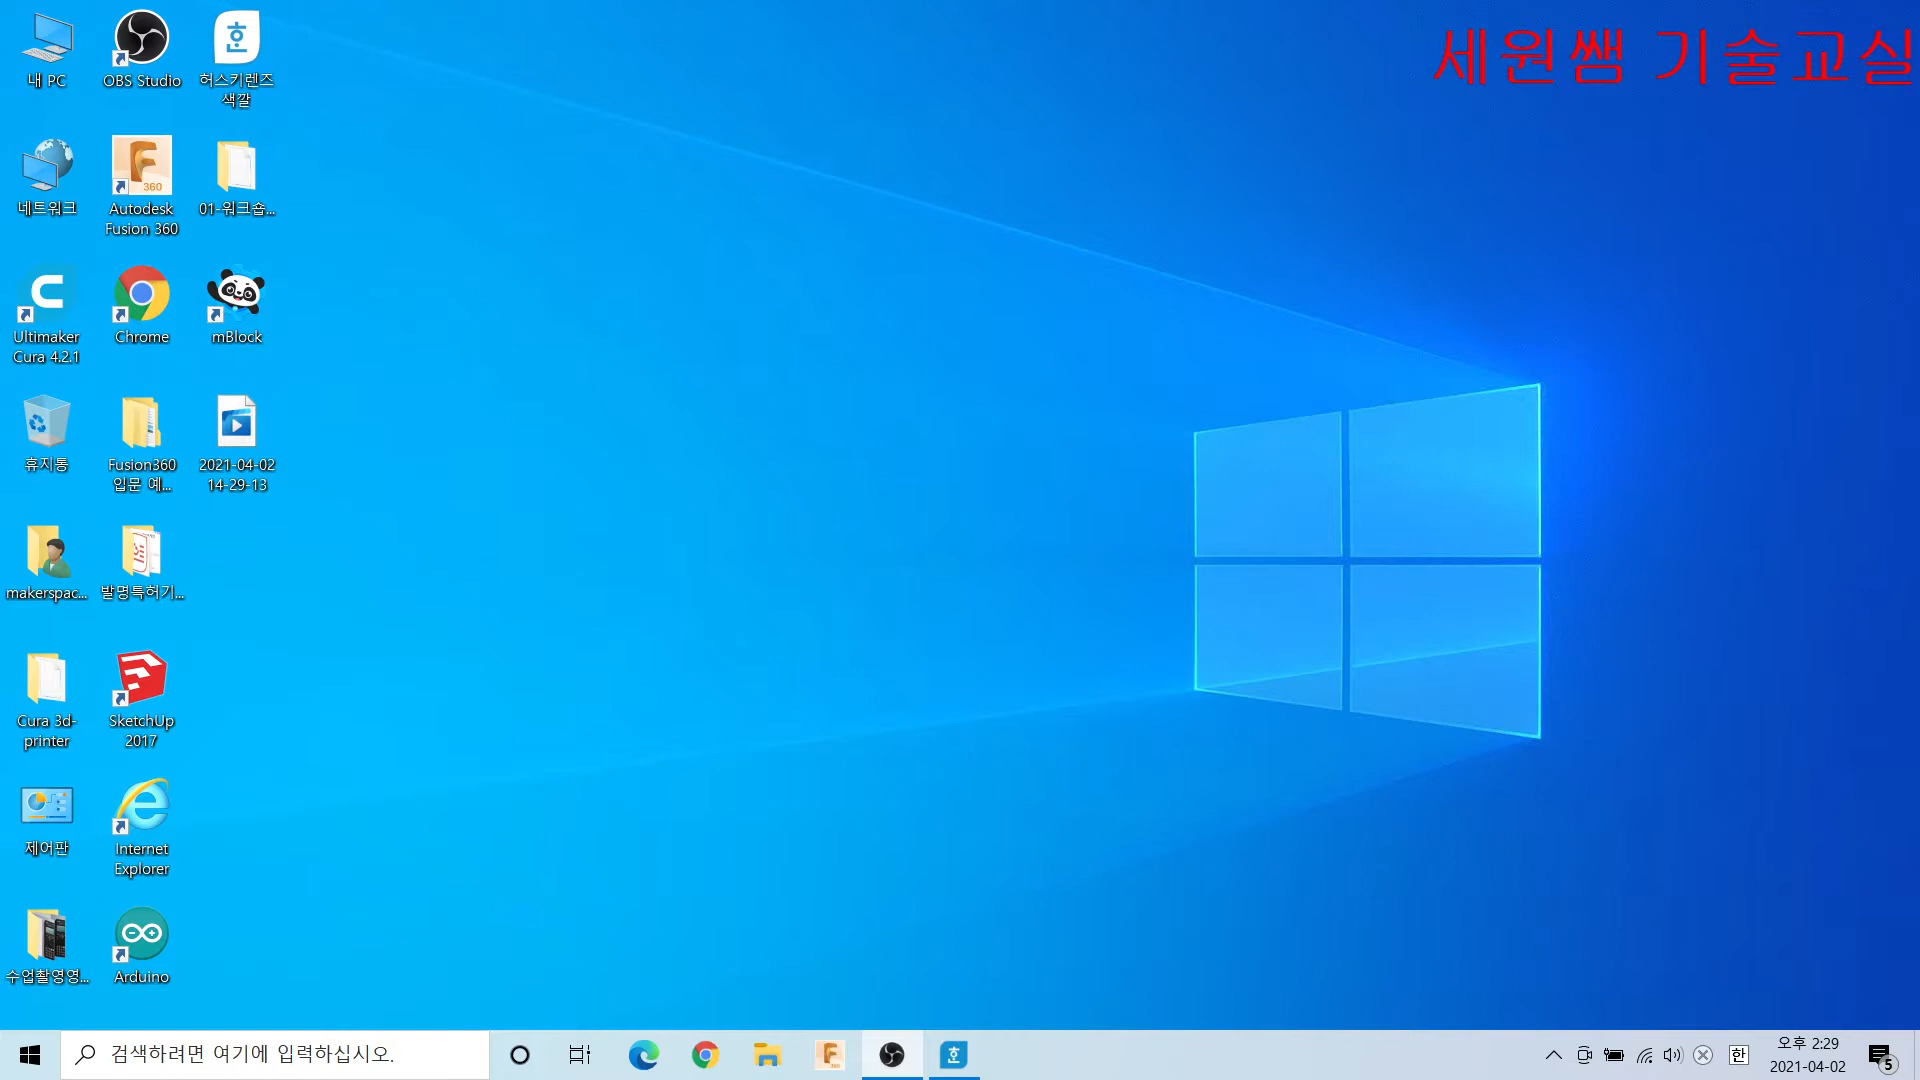 내 PC
OBS Studio
허스키렌즈
색깔
세원쌤 기술교실
네트워크
Autodesk
Fusion 360
360
01-워크숍...
Ultimaker
Cura 4.2.1
Chrome
mBlock
휴지통
Fusion360
입문 예...
2021-04-02
14-29-13
makerspac...
발명특허기...
Cura 3d-
printer
SketchUp
2017
제어판
Internet
Explorer
수업촬영영...
Arduino
검색하려면 여기에 입력하십시오.
한
오후 2:29
2021-04-02
5